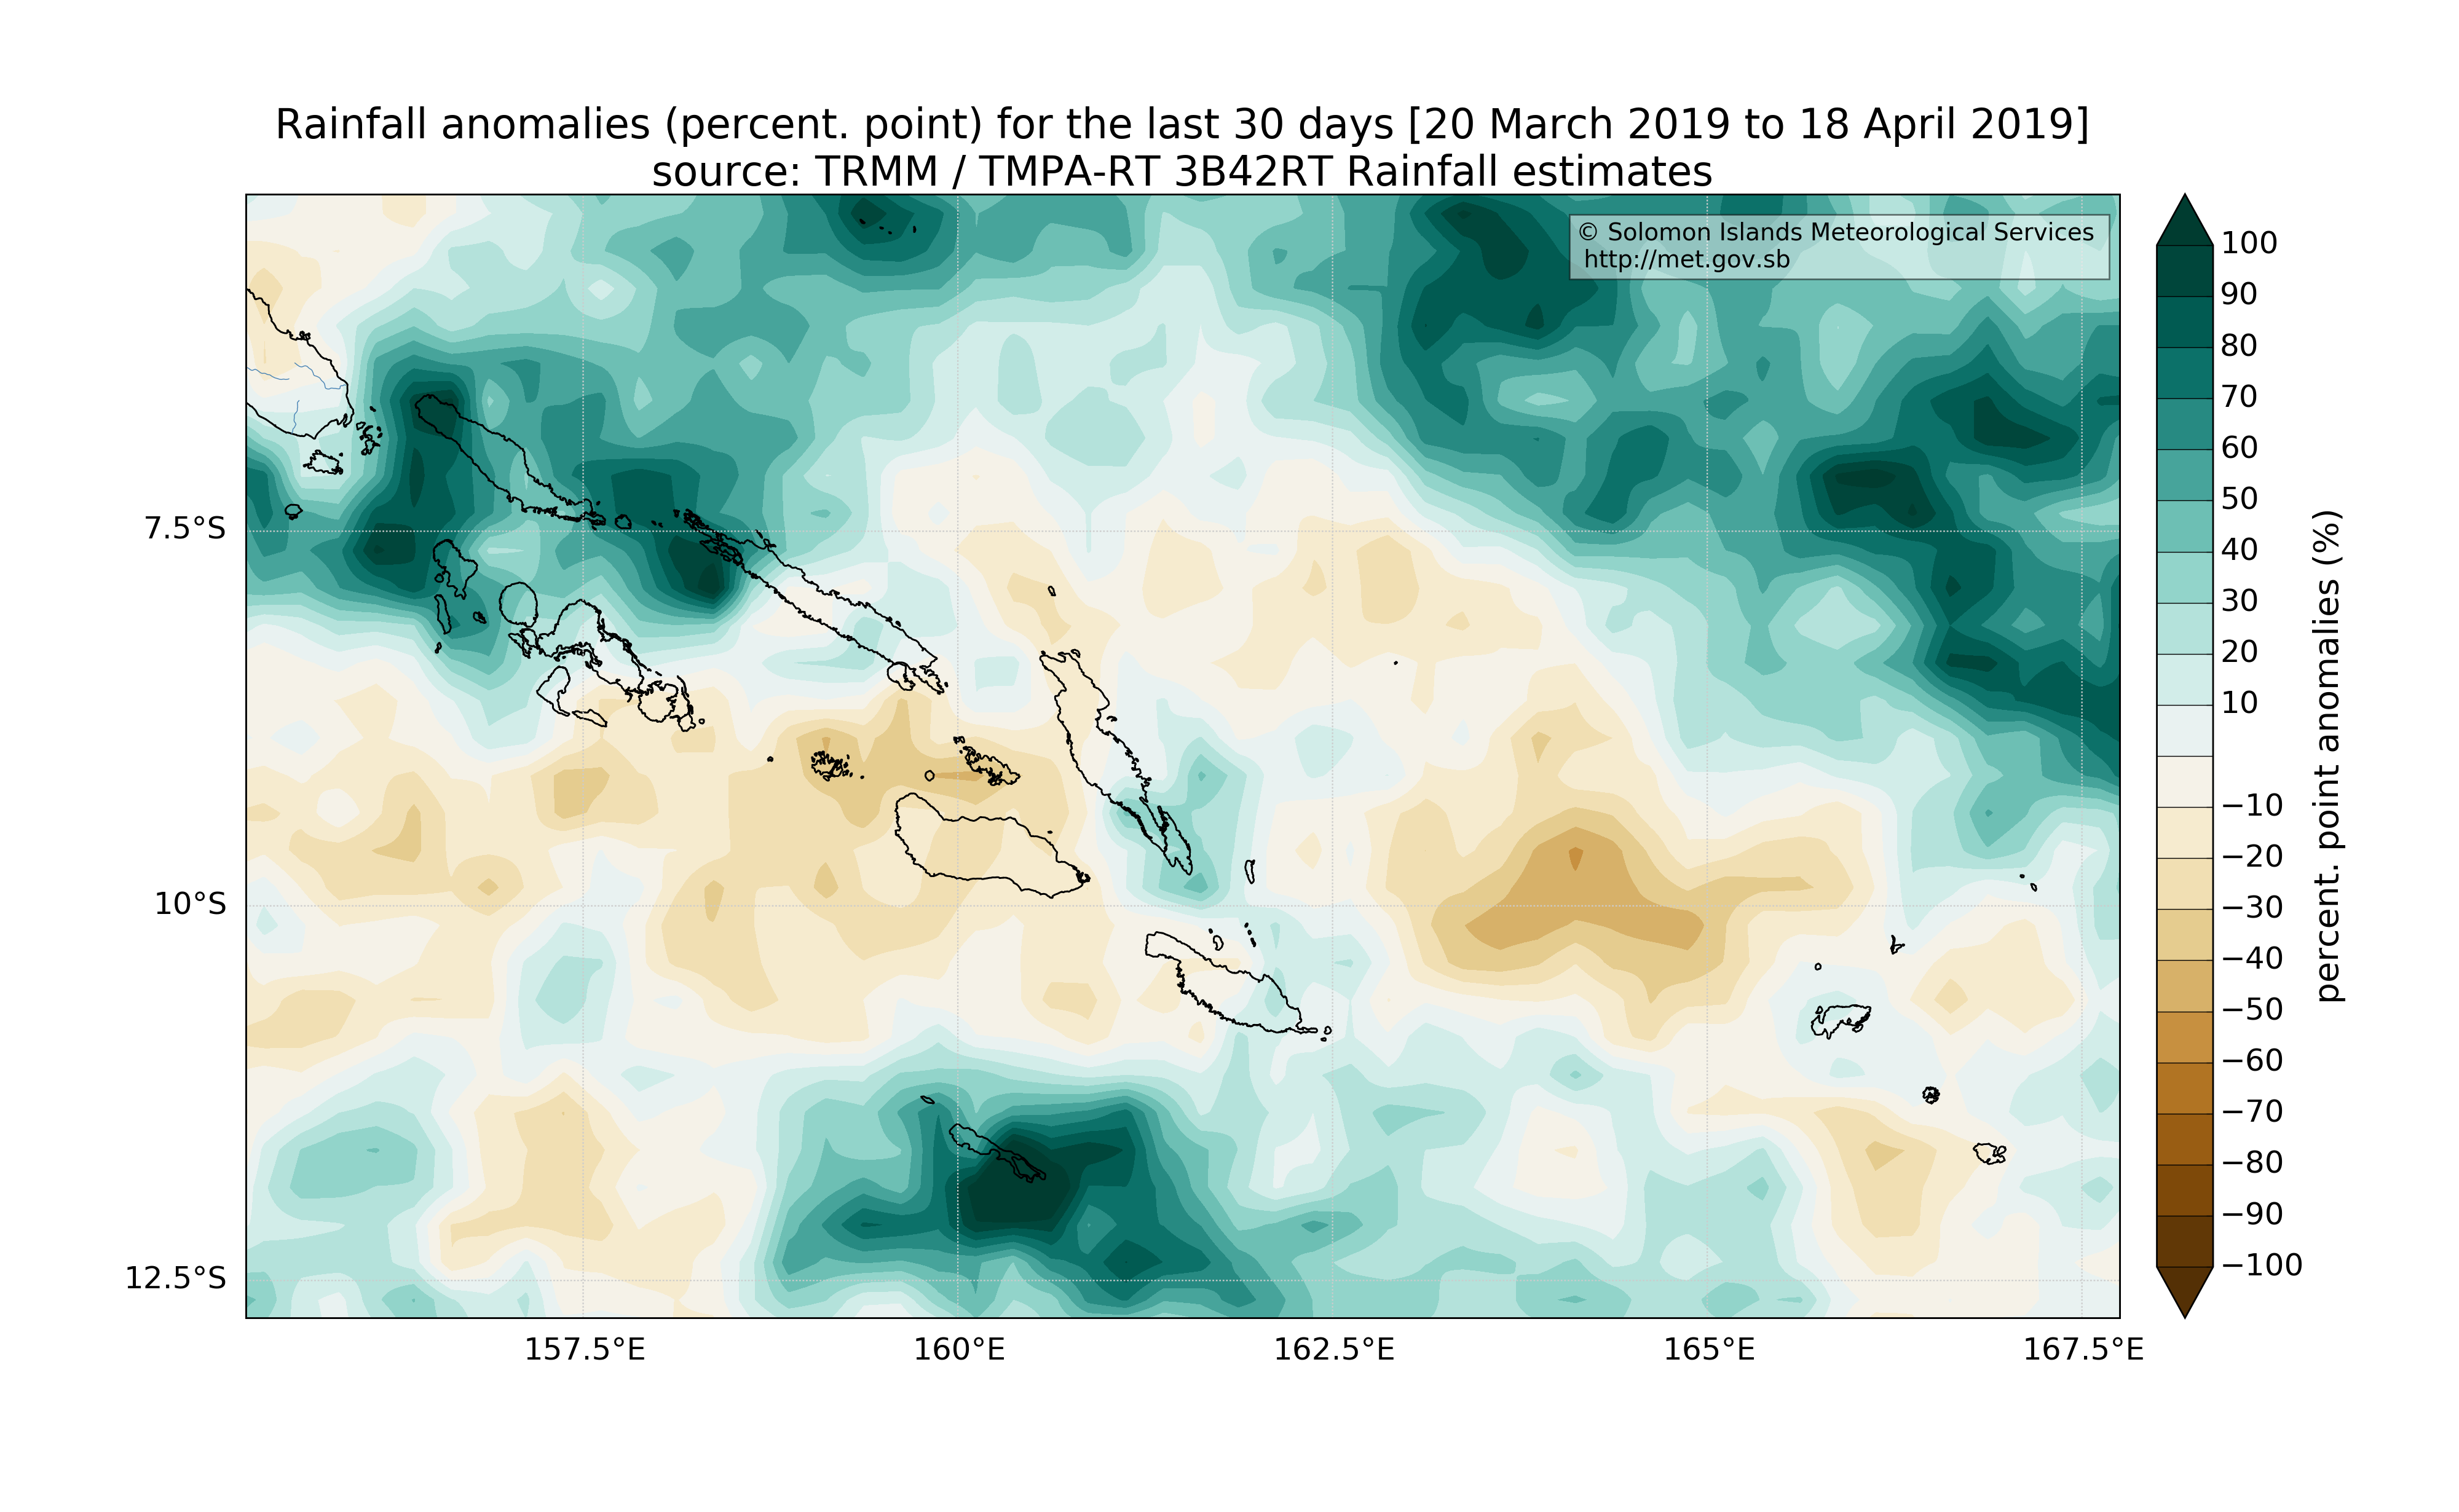 Rainfall anomalies (percent. point) for the last 30 days [20 March 2019 to 18 April 2019]
source: TRMM / TMPA-RT 3B42RT Rainfall estimates
© Solomon Islands Meteorological Services
http://met.gov.sb
7.5°S
10°S
12.5°S
157.5°E
160°E
162.5°E
165°E
167.5°E
100
90
80
70
60
50
40
30
20
10
−10
−20
−30
−40
−50
−60
−70
−80
−90
−100
percent. point anomalies (%)